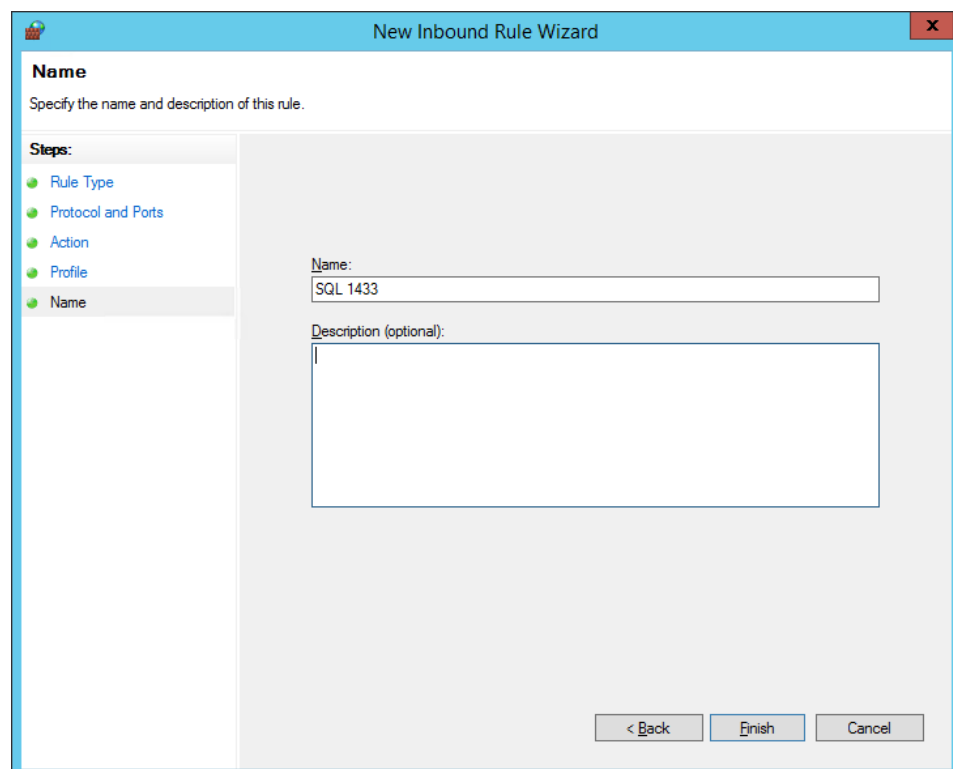 New Inbound Rule Wizard
x
Name
Specify the name and description of this rule.
Steps:
Rule Type
Protocol and Ports
Action
Profile
Name
Name:
SQL 1433
Description (optional):
< Back
Finish
Cancel